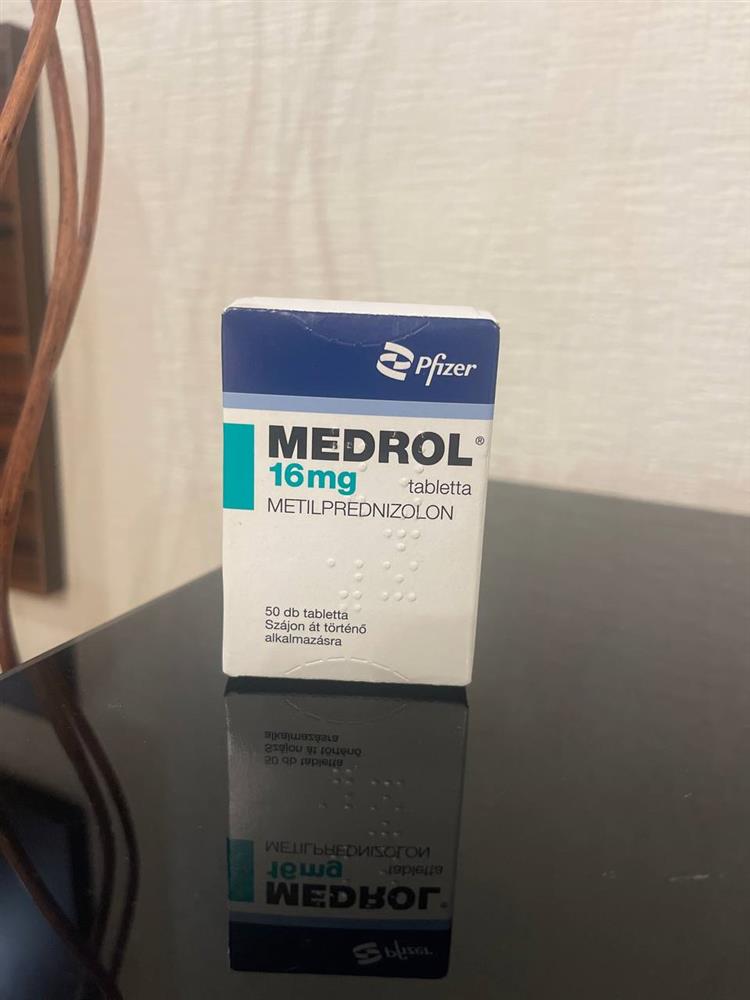 Pfizer
MEDROL®
16mg tabletta
METILPREDNIZOLON
50 db tabletta
Szájon át történő
alkalmazásra